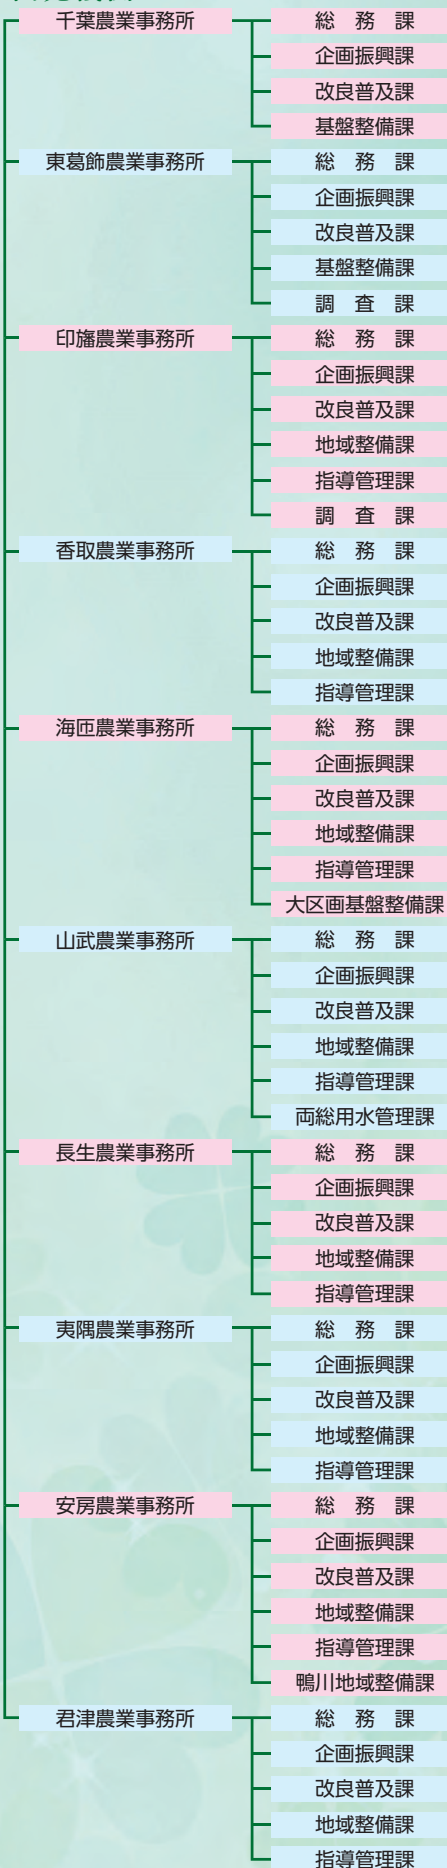 千葉農業事務所
総務課
企画振興課
改良普及課
基盤整備課
東葛飾農業事務所
総務課
企画振興課
改良普及課
基盤整備課
調査課
印旛農業事務所
総務課
企画振興課
改良普及課
地域整備課
指導管理課
調査課
香取農業事務所
総務課
企画振興課
改良普及課
地域整備課
指導管理課
海匝農業事務所
総務課
企画振興課
改良普及課
地域整備課
指導管理課
大区画基盤整備課
山武農業事務所
総務課
企画振興課
改良普及課
地域整備課
指導管理課
両総用水管理課
長生農業事務所
総務課
企画振興課
改良普及課
地域整備課
指導管理課
夷隅農業事務所
総務課
企画振興課
改良普及課
地域整備課
指導管理課
安房農業事務所
総務課
企画振興課
改良普及課
地域整備課
指導管理課
鴨川地域整備課
君津農業事務所
総務課
企画振興課
改良普及課
地域整備課
指導管理課